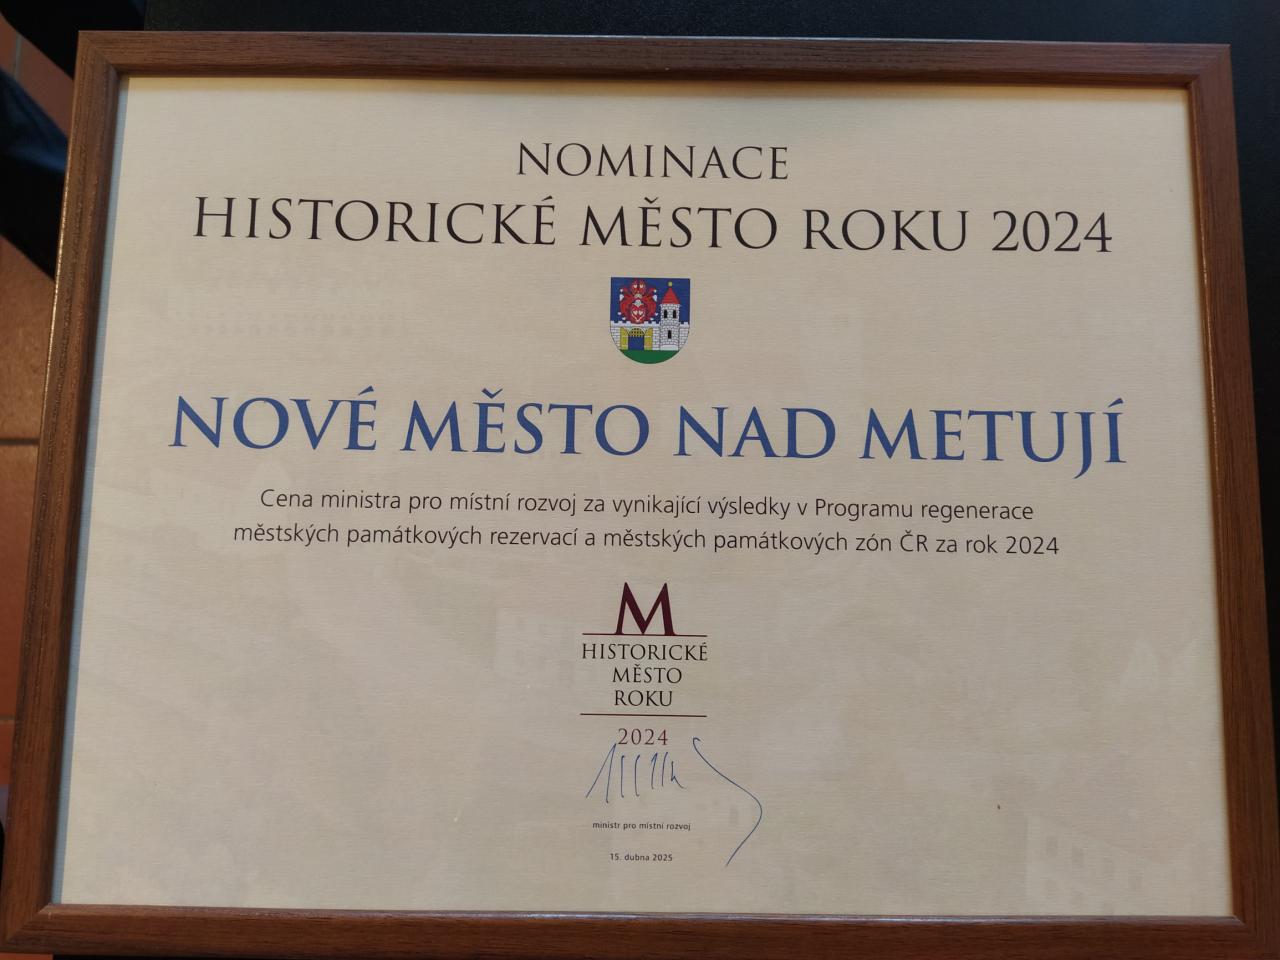 NOMINACE
HISTORICKÉ MĚSTO ROKU 2024
NOVÉ MĚSTO NAD METUJÍ
Cena ministra pro místní rozvoj za vynikající výsledky v Programu regenerace
městských památkových rezervací a městských památkových zón ČR za rok 2024
M
HISTORICKÉ
MĚSTO
ROKU
2024
ministr pro místní rozvoj
15. dubna 2025